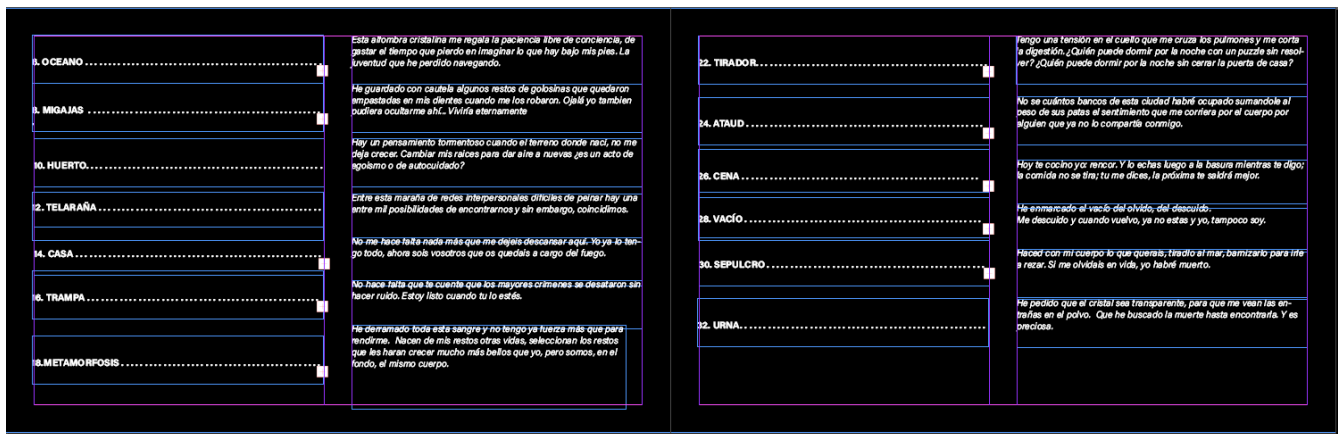 8. OCEANO
Esta alfombra cristalina me regala la paciencia libre de conciencia, de
gastar el tiempo que pierdo en imaginar lo que hay bajo mis pies. La
juventud que he perdido navegando.
MIGAJAS
He guardado con cautela algunos restos de golosinas que quedaron
empastadas en mis dientes cuando me los robaron. Ojalá yo tambien
pudiera ocultarme ahí... Viviría eternamente
10. HUERTO
Hay un pensamiento tormentoso cuando el terreno donde nací, no me
deja crecer. Cambiar mis raices para dar aire a nuevas ¿es un acto de
egoismo o de autocuidado?
12. TELARAÑA
Entre esta maraña de redes interpersonales dificiles de peinar hay una
entre mil posibilidades de encontrarnos y sin embargo, coincidimos.
14. CASA
No me hace falta nada más que me dejeis descansar aquí. Yo ya lo ten-
go todo, ahora sois vosotros que os quedais a cargo del fuego.
16. TRAMPA
No hace falta que te cuente que los mayores crímenes se desataron sin
hacer ruido. Estoy listo cuando tu lo estés.
18.METAMORFOSIS
He derramado toda esta sangre y no tengo ya fuerza más que para
rendirme. Nacen de mis restos otras vidas, seleccionan los restos
que les haran crecer mucho más bellos que yo, pero somos, en el
fondo, el mismo cuerpo.
22. TIRADOR
Tengo una tensión en el cuello que me cruza los pulmones y me corta
la digestión. ¿Quién puede dormir por la noche con un puzzle sin resol-
ver? ¿Quién puede dormir por la noche sin cerrar la puerta de casa?
24. ATAUD
No se cuántos bancos de esta ciudad habré ocupado sumandole al
peso de sus patas el sentimiento que me corriera por el cuerpo por
alguien que ya no lo compartía conmigo.
26. CENA
Hoy te cocino yo: rencor. Y lo echas luego a la basura mientras te digo;
la comida no se tira; tu me dices, la próxima te saldrá mejor.
28. VACÍO
He enmarcado el vacío del olvido, del descuido.
Me descuido y cuando vuelvo, ya no estas y yo, tampoco soy.
30. SEPULCRO
Haced con mi cuerpo lo que querais, tiradlo al mar, barnizarlo para irle
a rezar. Si me olvidais en vida, yo habré muerto.
32. URNA
He pedido que el cristal sea transparente, para que me vean las en-
trañas en el polvo. Que he buscado la muerte hasta encontrarla. Y es
preciosa.